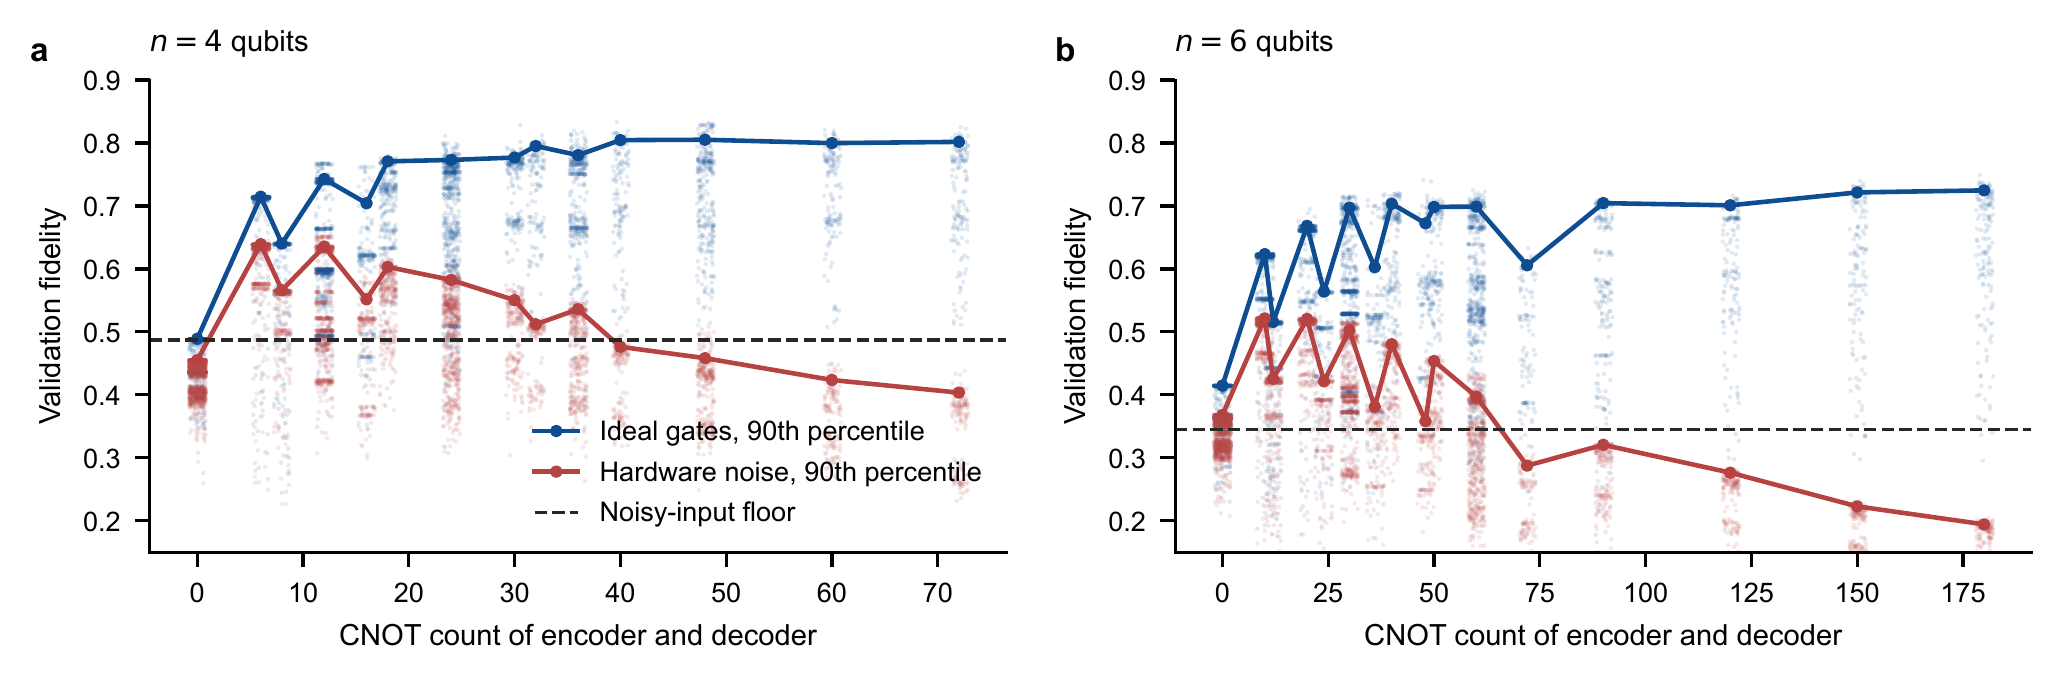 a
n = 4 qubits
Validation fidelity
0.9
0.8
0.7
0.6
0.5
0.4
0.3
0.2
Ideal gates, 90th percentile
Hardware noise, 90th percentile
Noisy-input floor
0 10 20 30 40 50 60 70
CNOT count of encoder and decoder
b
n = 6 qubits
Validation fidelity
0.9
0.8
0.7
0.6
0.5
0.4
0.3
0.2
0 25 50 75 100 125 150 175
CNOT count of encoder and decoder